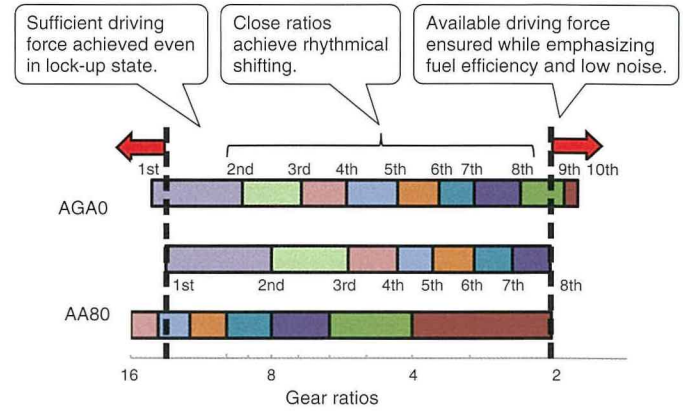 Sufficient driving
force achieved even
in lock-up state.
Close ratios
achieve rhythmical
shifting.
Available driving force
ensured while emphasizing
fuel efficiency and low noise.
1st 2nd 3rd 4th 5th 6th 7th 8th 9th 10th
AGA0
1st 2nd 3rd 4th 5th 6th 7th 8th
AA80
16 8 4 2
Gear ratios